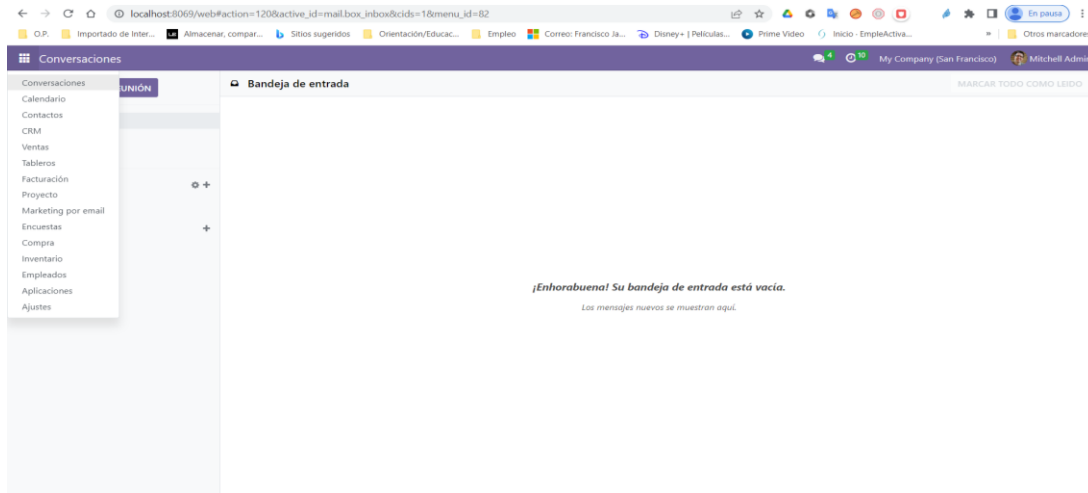 localhost:8069/web#action=120&active_id=mail.box_inbox&cids=1&menu_id=82
En pausa
O.P. Importado de Inter... Almacenar, compar... Sitios sugeridos Orientación/Educac... Empleo Correo: Francisco Ja... Disney+ | Películas... Prime Video Inicio - EmpleActiva... » Otros marcadores
Conversaciones 4 10 My Company (San Francisco) Mitchell Admin
Conversaciones
UNIÓN
Bandeja de entrada
MARCAR TODO COMO LEIDO
Calendario
Contactos
CRM
Ventas
Tableros
Facturación
Proyecto
Marketing por email
Encuestas
Compra
Inventario
Empleados
Aplicaciones
Ajustes
¡Enhorabuena! Su bandeja de entrada está vacía.
Los mensajes nuevos se muestran aquí.